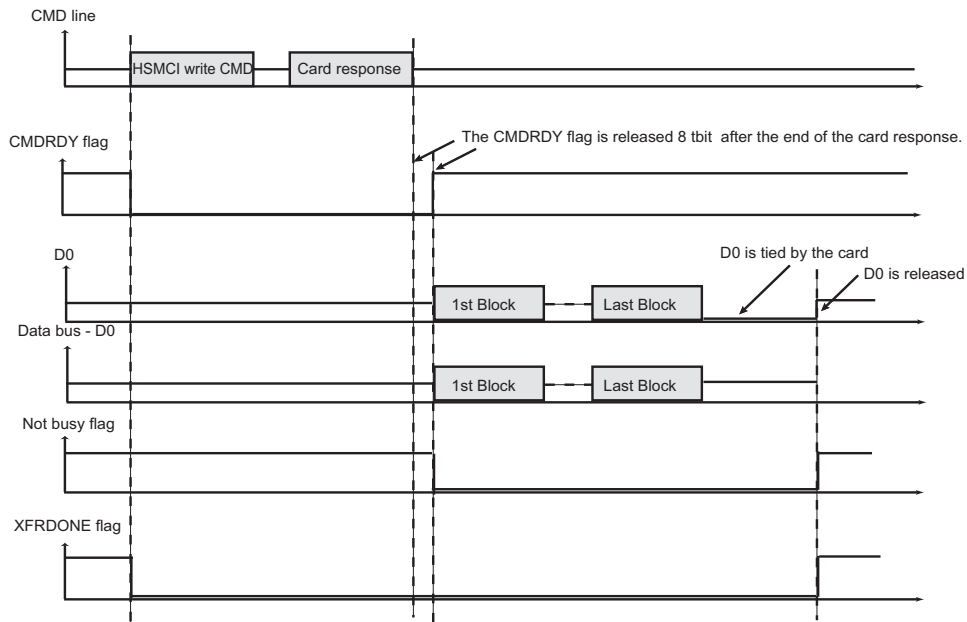 CMD line
HSMCI write CMD
Card response
CMDRDY flag
The CMDRDY flag is released 8 tbit after the end of the card response.
D0
D0 is tied by the card
D0 is released
1st Block
Last Block
Data bus - D0
1st Block
Last Block
Not busy flag
XFRDONE flag